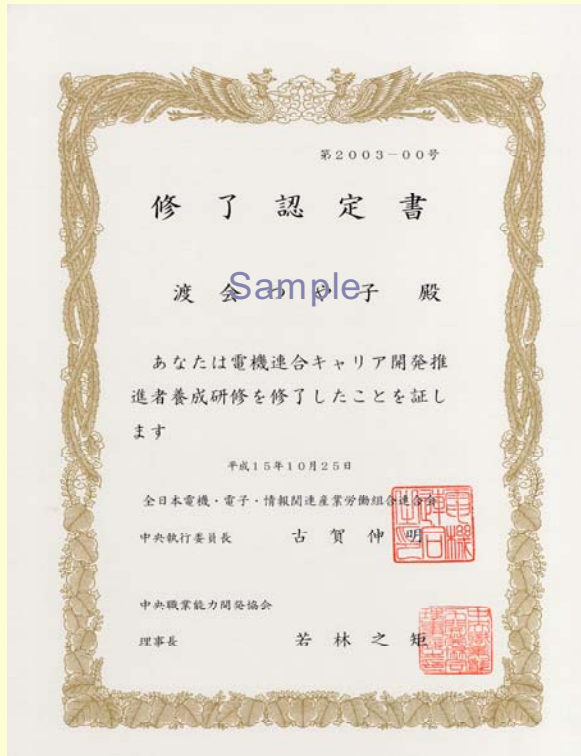 第2003-00号
修了認定書
渡会つや子 殿
Sample
あなたは電機連合キャリア開発推
進者養成研修を修了したことを証し
ます
平成15年10月25日
全日本電機・電子・情報関連産業労働組合連合会
中央執行委員長 古賀伸明
中央職業能力開発協会
理事長 若林之矩